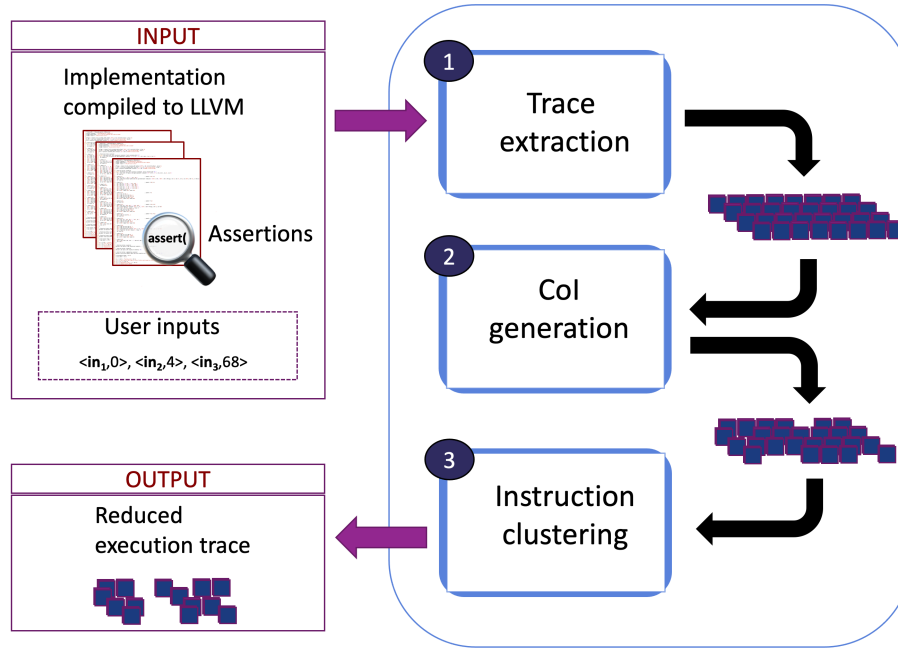 INPUT
Implementation
compiled to LLVM
assert(
Assertions
User inputs
<in₁,0>, <in₂,4>, <in₃,68>
OUTPUT
Reduced
execution trace
1
Trace
extraction
2
CoI
generation
3
Instruction
clustering